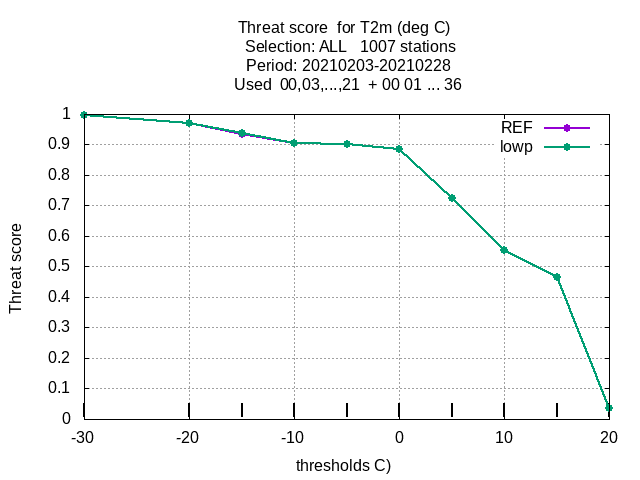 Threat score  for T2m (deg C)
Selection: ALL   1007 stations
Period: 20210203-20210228
Used  00,03,...,21  + 00 01 ... 36
REF
lowp
1
0.9
0.8
0.7
0.6
0.5
0.4
0.3
0.2
0.1
0
Threat score
-30
-20
-10
0
10
20
thresholds C)